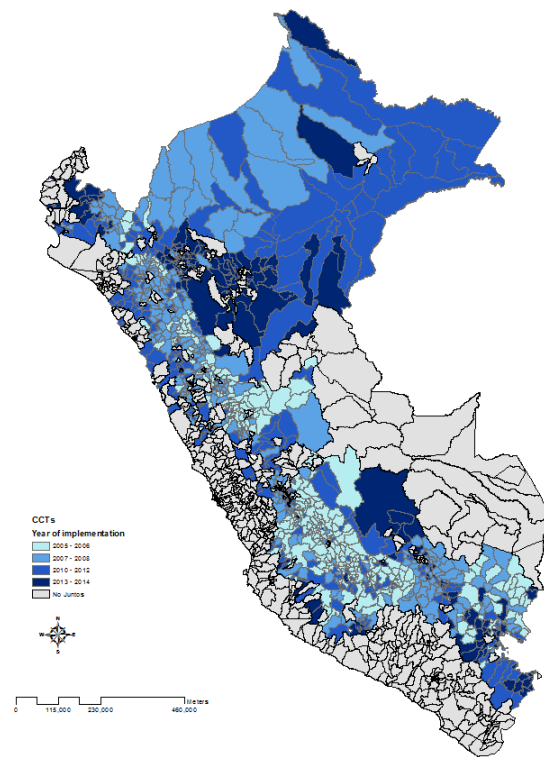 CCTs
Year of implementation
2005 - 2006
2007 - 2008
2010 - 2012
2013 - 2014
No Juntos
N
W E
S
Meters
0 115,000 230,000 460,000